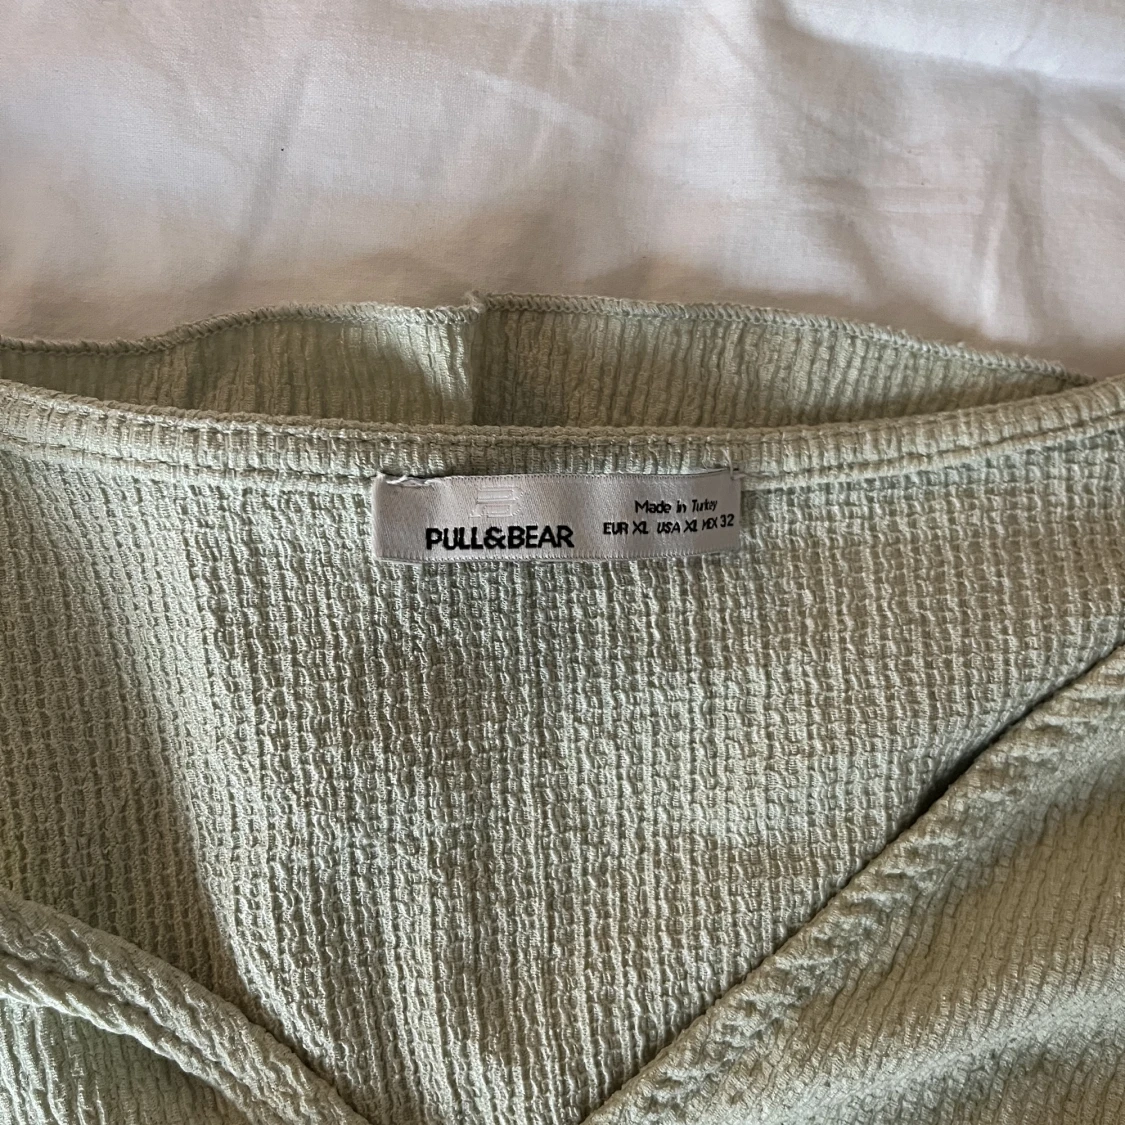 PULL&BEAR
Made in Turkey
EUR XL USA XL MEX 32